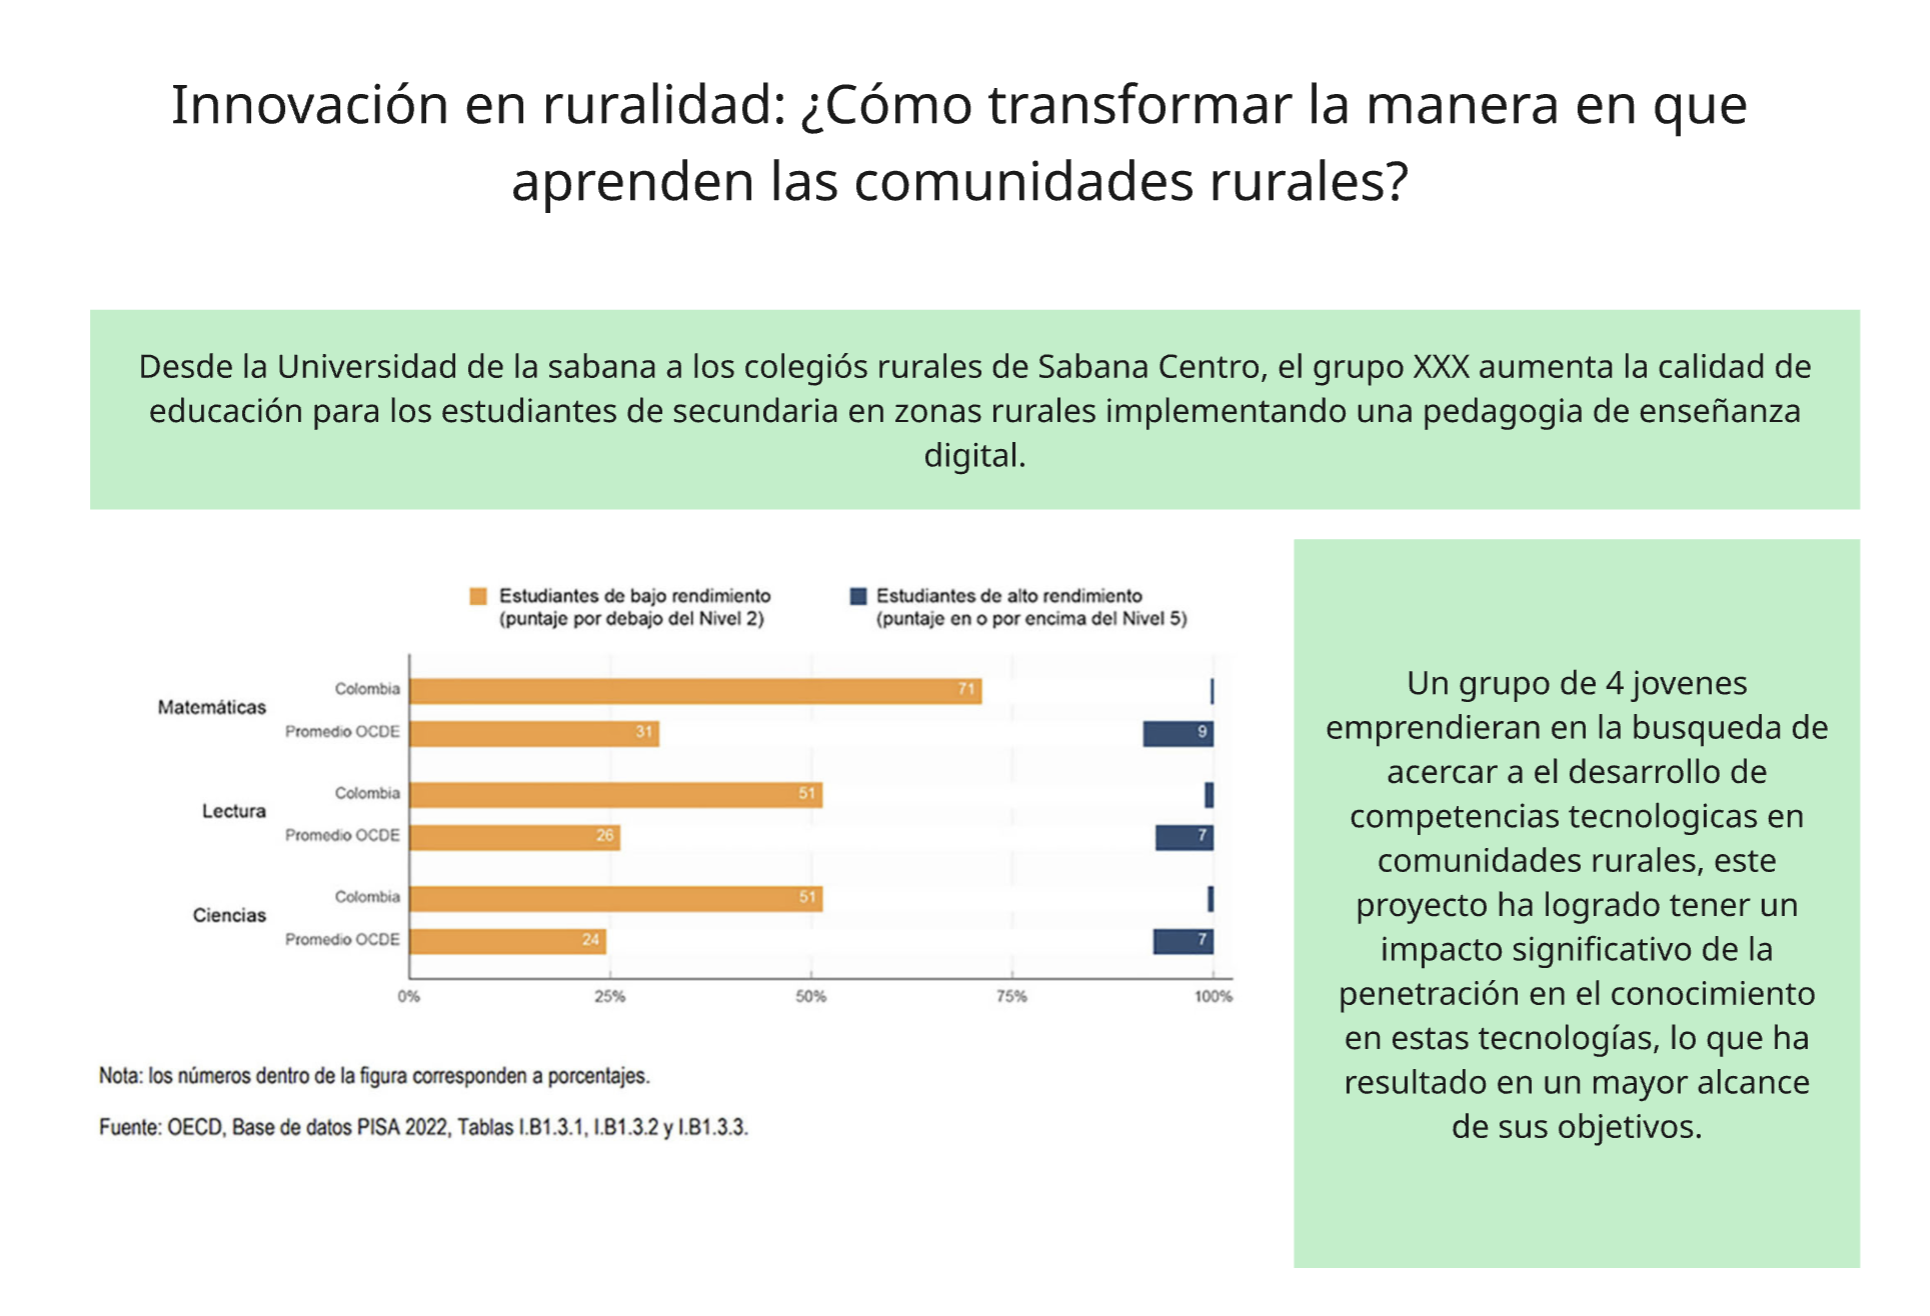 Innovación en ruralidad: ¿Cómo transformar la manera en que
aprenden las comunidades rurales?
Desde la Universidad de la sabana a los colegiós rurales de Sabana Centro, el grupo XXX aumenta la calidad de
educación para los estudiantes de secundaria en zonas rurales implementando una pedagogia de enseñanza
digital.
Estudiantes de bajo rendimiento
(puntaje por debajo del Nivel 2)
Estudiantes de alto rendimiento
(puntaje en o por encima del Nivel 5)
Matemáticas
Colombia
71
Promedio OCDE
31
9
Lectura
Colombia
51
Promedio OCDE
26
7
Ciencias
Colombia
51
Promedio OCDE
24
7
0%
25%
50%
75%
100%
Nota: los números dentro de la figura corresponden a porcentajes.
Fuente: OECD, Base de datos PISA 2022, Tablas I.B1.3.1, I.B1.3.2 y I.B1.3.3.
Un grupo de 4 jovenes
emprendieran en la busqueda de
acercar a el desarrollo de
competencias tecnologicas en
comunidades rurales, este
proyecto ha logrado tener un
impacto significativo de la
penetración en el conocimiento
en estas tecnologías, lo que ha
resultado en un mayor alcance
de sus objetivos.